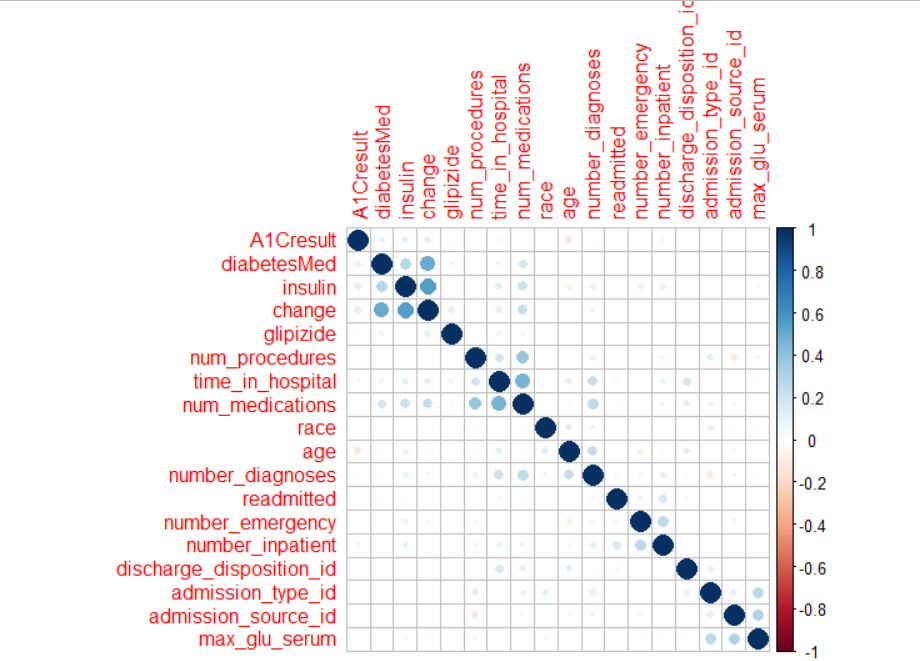 A1Cresult
diabetesMed
insulin
change
glipizide
num_procedures
time_in_hospital
num_medications
race
age
number_diagnoses
readmitted
number_emergency
number_inpatient
discharge_disposition_id
admission_type_id
admission_source_id
max_glu_serum
A1Cresult
diabetesMed
insulin
change
glipizide
num_procedures
time_in_hospital
num_medications
race
age
number_diagnoses
readmitted
number_emergency
number_inpatient
discharge_disposition_id
admission_type_id
admission_source_id
max_glu_serum
1
0.8
0.6
0.4
0.2
0
-0.2
-0.4
-0.6
-0.8
-1